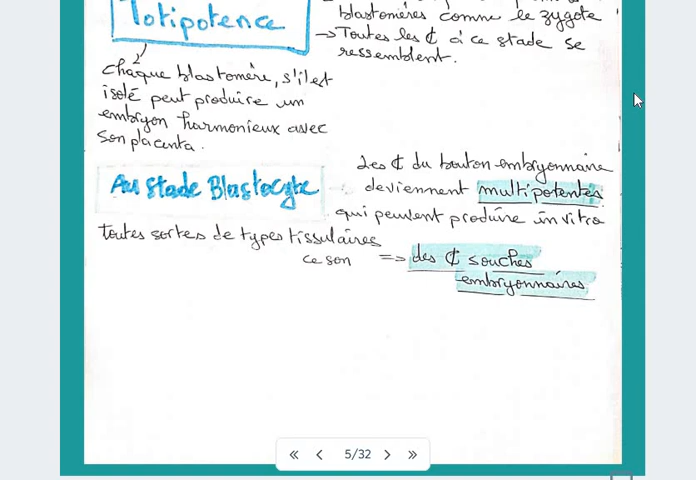 Totipotence
blastomères comme le zygote
→ Toutes les ₵ à ce stade se
ressemblent.
chaque blastomère, s'il est
isolé peut produire un
embryon harmonieux avec
son placenta.
Au stade Blastocyte
Les ₵ du bouton embryonnaire
deviennent multipotentes
qui peuvent produire in vitro
toutes sortes de types tissulaires
ce son => des ₵ souches
embryonnaires
5/32